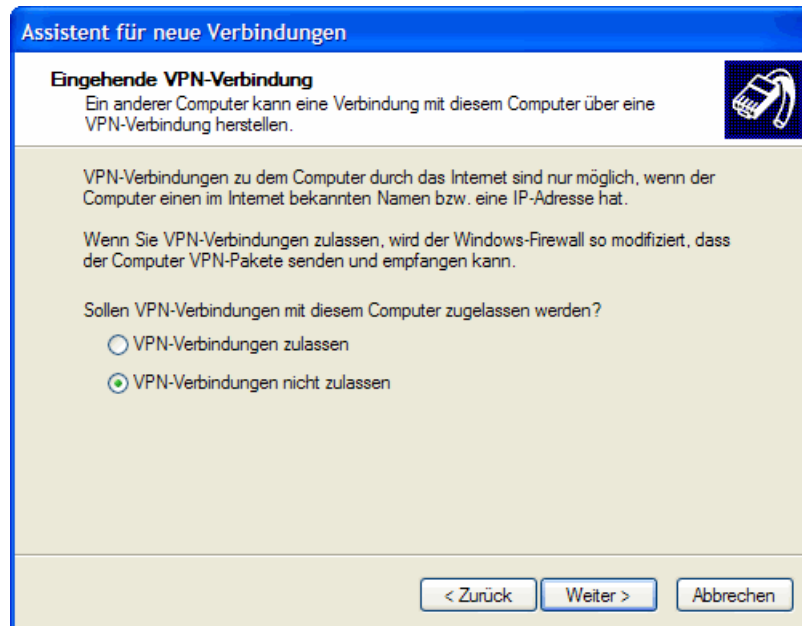 Assistent für neue Verbindungen
Eingehende VPN-Verbindung
Ein anderer Computer kann eine Verbindung mit diesem Computer über eine
VPN-Verbindung herstellen.
VPN-Verbindungen zu dem Computer durch das Internet sind nur möglich, wenn der
Computer einen im Internet bekannten Namen bzw. eine IP-Adresse hat.
Wenn Sie VPN-Verbindungen zulassen, wird der Windows-Firewall so modifiziert, dass
der Computer VPN-Pakete senden und empfangen kann.
Sollen VPN-Verbindungen mit diesem Computer zugelassen werden?
VPN-Verbindungen zulassen
VPN-Verbindungen nicht zulassen
< Zurück Weiter > Abbrechen